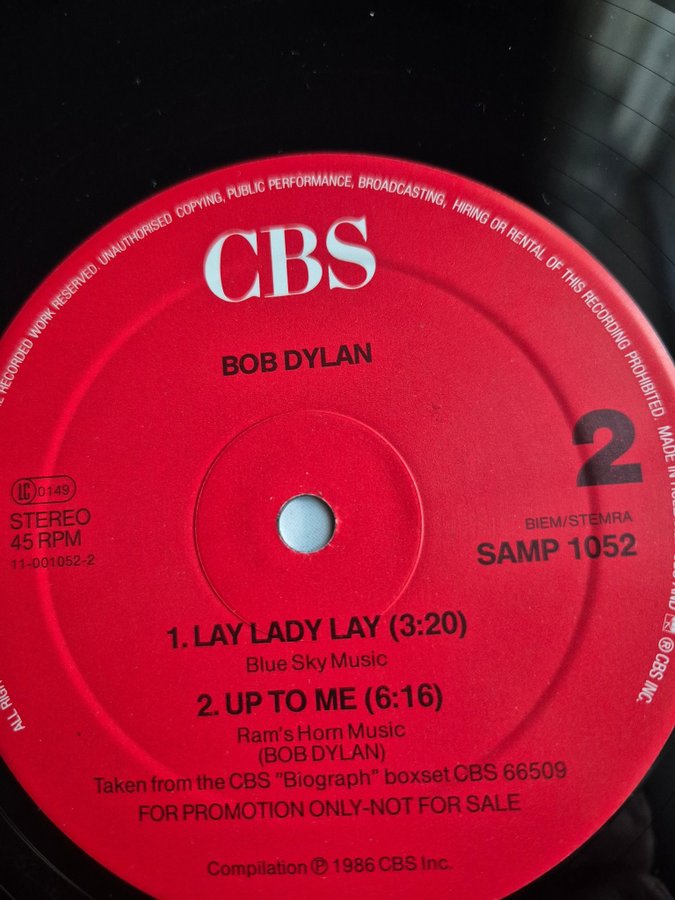 RECORDED WORK RESERVED. UNAUTHORISED COPYING, PUBLIC PERFORMANCE, BROADCASTING, HIRING OR RENTAL OF THIS RECORDING PROHIBITED. MADE IN
CBS
BOB DYLAN
2
LC 0149
STEREO
45 RPM
11-001052-2
BIEM/STEMRA
SAMP 1052
1. LAY LADY LAY (3:20)
Blue Sky Music
2. UP TO ME (6:16)
Ram's Horn Music
(BOB DYLAN)
Taken from the CBS "Biograph" boxset CBS 66509
FOR PROMOTION ONLY-NOT FOR SALE
Compilation ℗ 1986 CBS Inc.
℗ CBS INC.
ALL